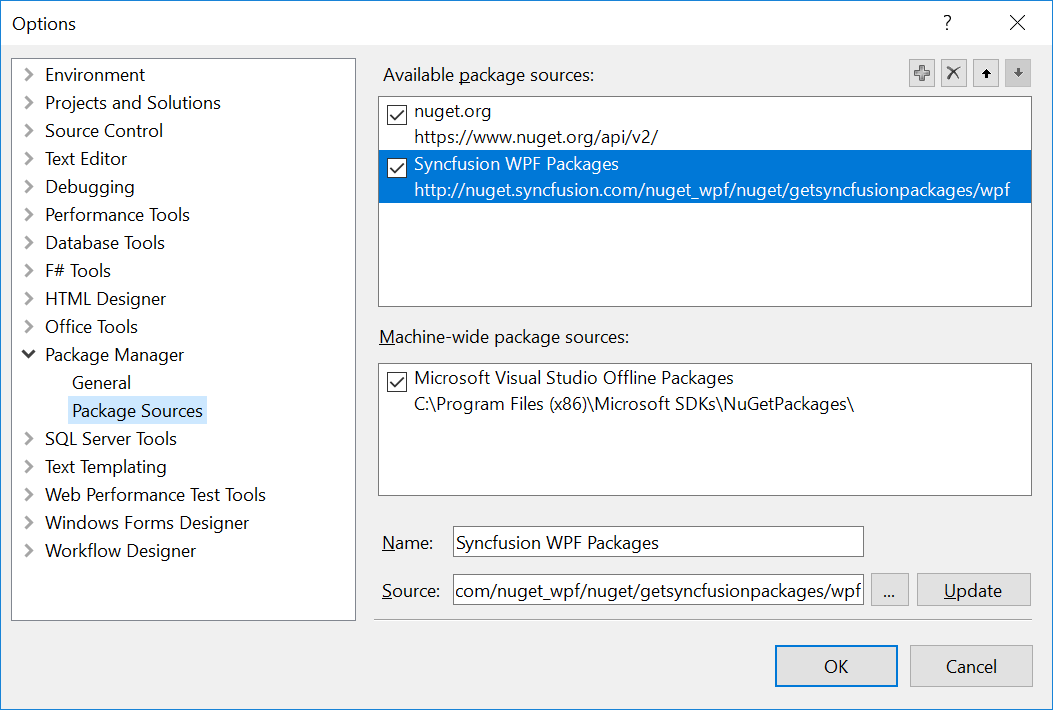 Options
?
Environment
Projects and Solutions
Source Control
Text Editor
Debugging
Performance Tools
Database Tools
F# Tools
HTML Designer
Office Tools
Package Manager
General
Package Sources
SQL Server Tools
Text Templating
Web Performance Test Tools
Windows Forms Designer
Workflow Designer
Available package sources:
nuget.org
https://www.nuget.org/api/v2/
Syncfusion WPF Packages
http://nuget.syncfusion.com/nuget_wpf/nuget/getsyncfusionpackages/wpf
Machine-wide package sources:
Microsoft Visual Studio Offline Packages
C:\Program Files (x86)\Microsoft SDKs\NuGetPackages\
Name: Syncfusion WPF Packages
Source: com/nuget_wpf/nuget/getsyncfusionpackages/wpf ... Update
OK Cancel